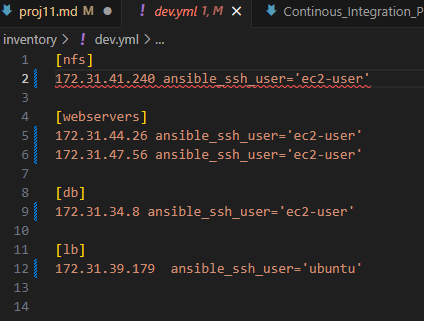 proj11.md
! dev.yml 1, M
Continous_Integration_P
inventory > ! dev.yml > ...
1 [nfs]
2 172.31.41.240 ansible_ssh_user='ec2-user'
3
4 [webservers]
5 172.31.44.26 ansible_ssh_user='ec2-user'
6 172.31.47.56 ansible_ssh_user='ec2-user'
7
8 [db]
9 172.31.34.8 ansible_ssh_user='ec2-user'
10
11 [lb]
12 172.31.39.179  ansible_ssh_user='ubuntu'
13
14